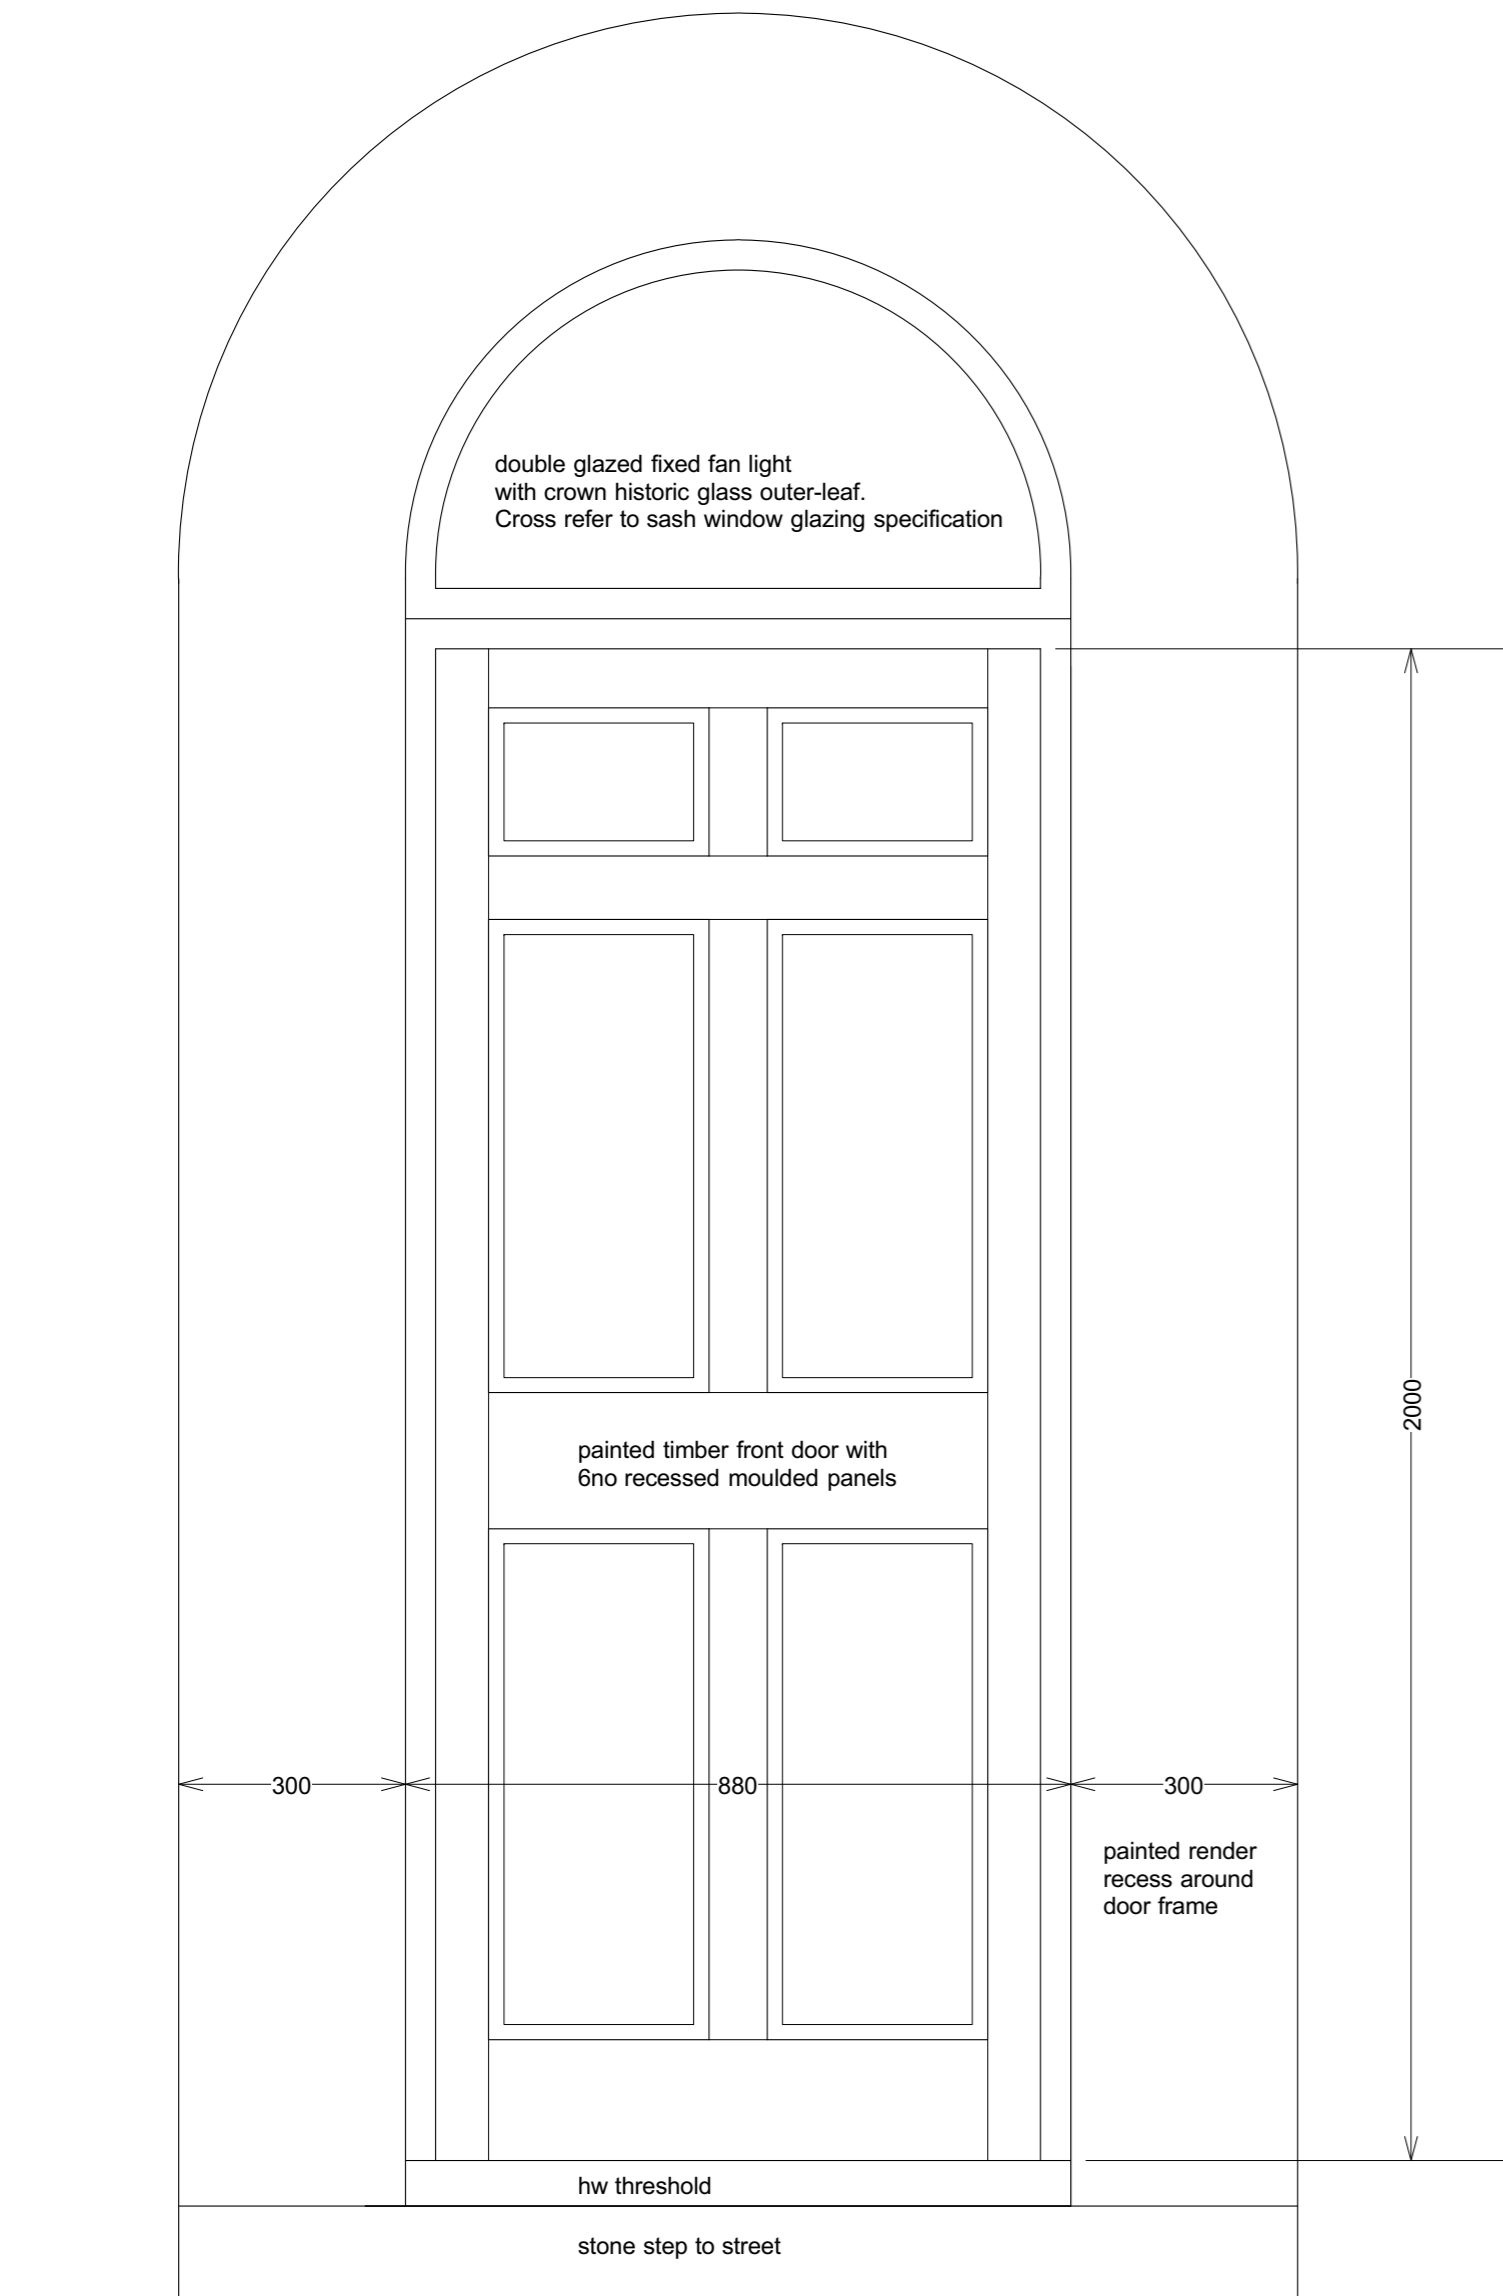 double glazed fixed fan light
with crown historic glass outer-leaf.
Cross refer to sash window glazing specification
2000
painted timber front door with
6no recessed moulded panels
300
880
300
painted render
recess around
door frame
hw threshold
stone step to street